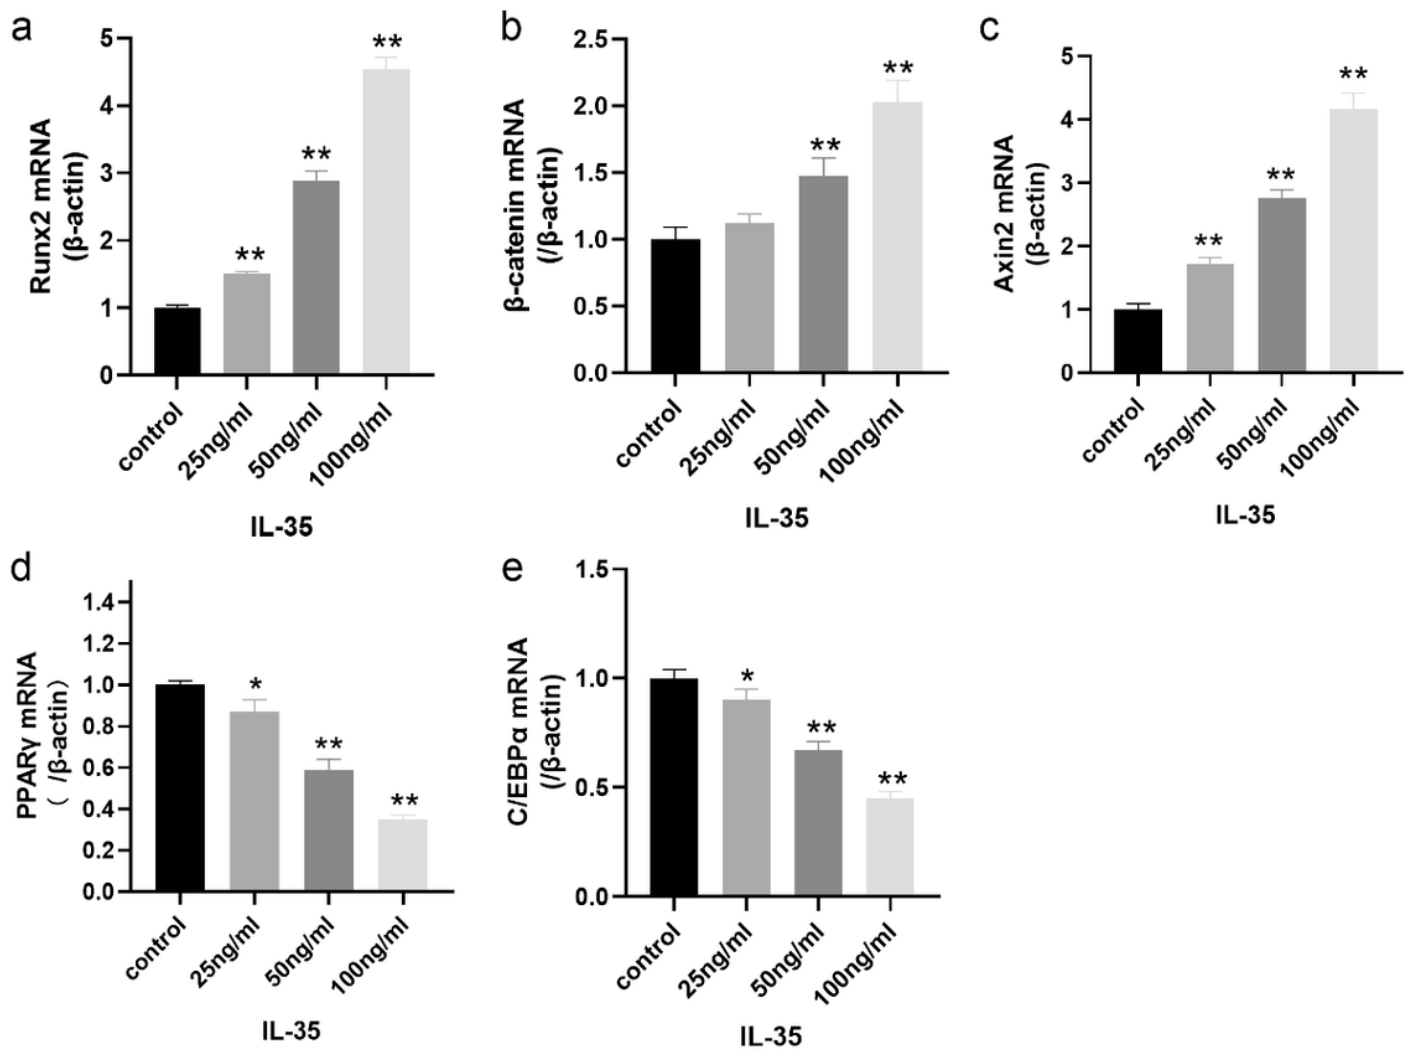 a
Runx2 mRNA
(β-actin)
5
4
3
2
1
0
**
**
**
control
25ng/ml
50ng/ml
100ng/ml
IL-35
b
β-catenin mRNA
(/β-actin)
2.5
2.0
1.5
1.0
0.5
0.0
**
**
control
25ng/ml
50ng/ml
100ng/ml
IL-35
c
Axin2 mRNA
(β-actin)
5
4
3
2
1
0
**
**
**
control
25ng/ml
50ng/ml
100ng/ml
IL-35
d
PPARγ mRNA
( /β-actin)
1.4
1.2
1.0
0.8
0.6
0.4
0.2
0.0
*
**
**
control
25ng/ml
50ng/ml
100ng/ml
IL-35
e
C/EBPα mRNA
(/β-actin)
1.5
1.0
0.5
0.0
*
**
**
control
25ng/ml
50ng/ml
100ng/ml
IL-35